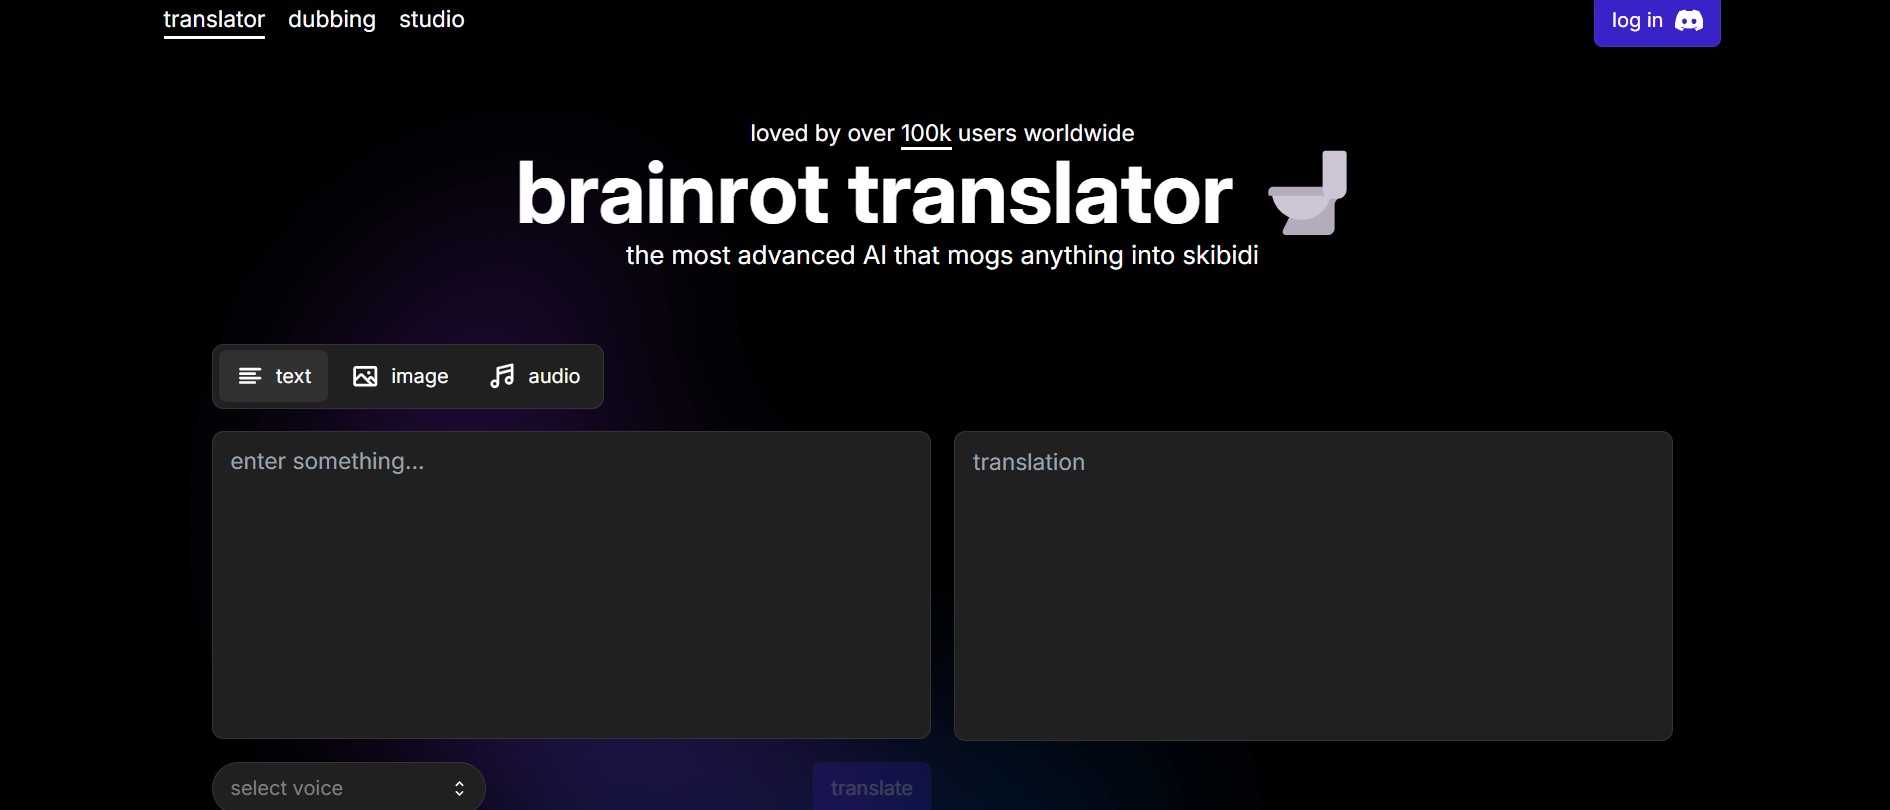 translator dubbing studio log in
loved by over 100k users worldwide
brainrot translator
the most advanced AI that mogs anything into skibidi
text image audio
enter something...
translation
select voice translate